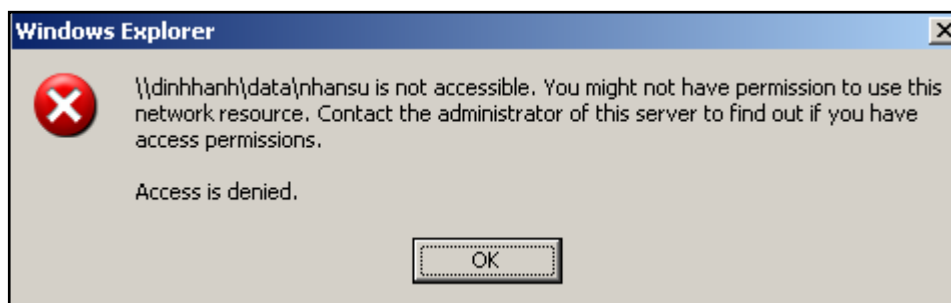 Windows Explorer
\\dinhhanh\data\nhansu is not accessible. You might not have permission to use this
network resource. Contact the administrator of this server to find out if you have
access permissions.
Access is denied.
OK